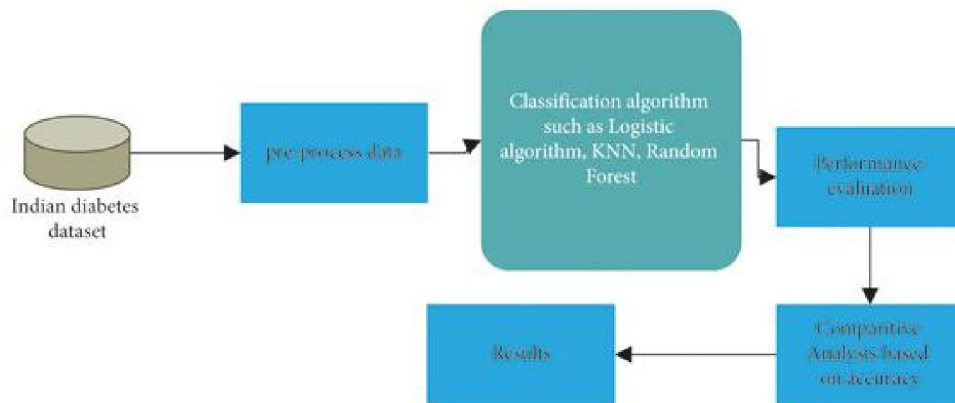 Indian diabetes
dataset
pre-process data
Classification algorithm
such as Logistic
algorithm, KNN, Random
Forest
Performance
evaluation
Comparitive
Analysis based
on accuracy
Results